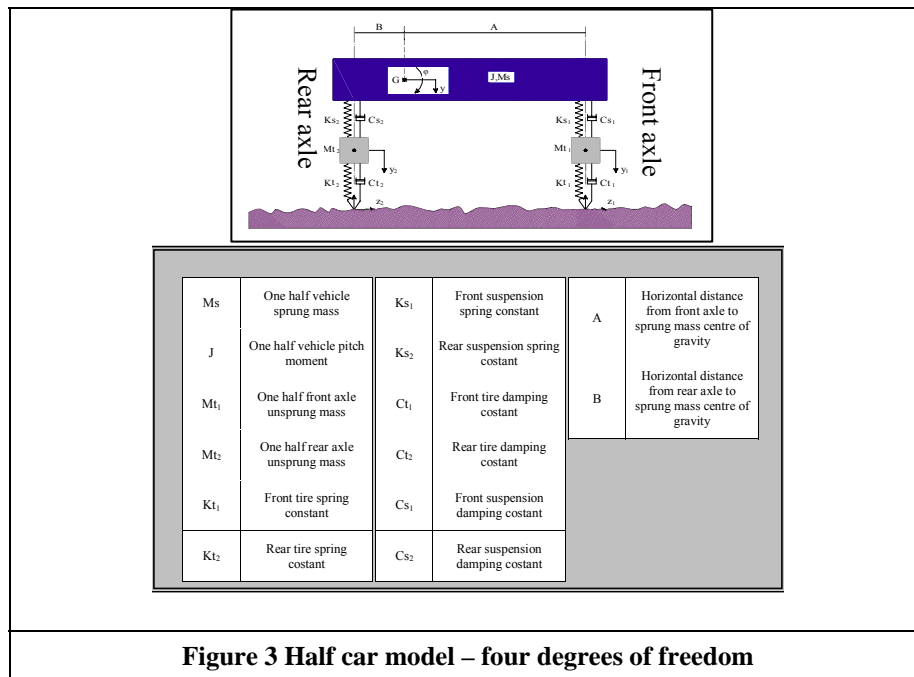 B
A
Rear axle
Front axle
G
φ
y
J,Ms
Ks2
Cs2
Ks1
Cs1
Mt2
Mt1
y2
y1
Kt2
Ct2
Kt1
Ct1
z2
z1
Ms
One half vehicle
sprung mass
J
One half vehicle pitch
moment
Mt1
One half front axle
unsprung mass
Mt2
One half rear axle
unsprung mass
Kt1
Front tire spring
constant
Kt2
Rear tire spring
costant
Ks1
Front suspension
spring constant
Ks2
Rear suspension spring
costant
Ct1
Front tire damping
costant
Ct2
Rear tire damping
costant
Cs1
Front suspension
damping costant
Cs2
Rear suspension
damping costant
A
Horizontal distance
from front axle to
sprung mass centre of
gravity
B
Horizontal distance
from rear axle to
sprung mass centre of
gravity
Figure 3 Half car model – four degrees of freedom